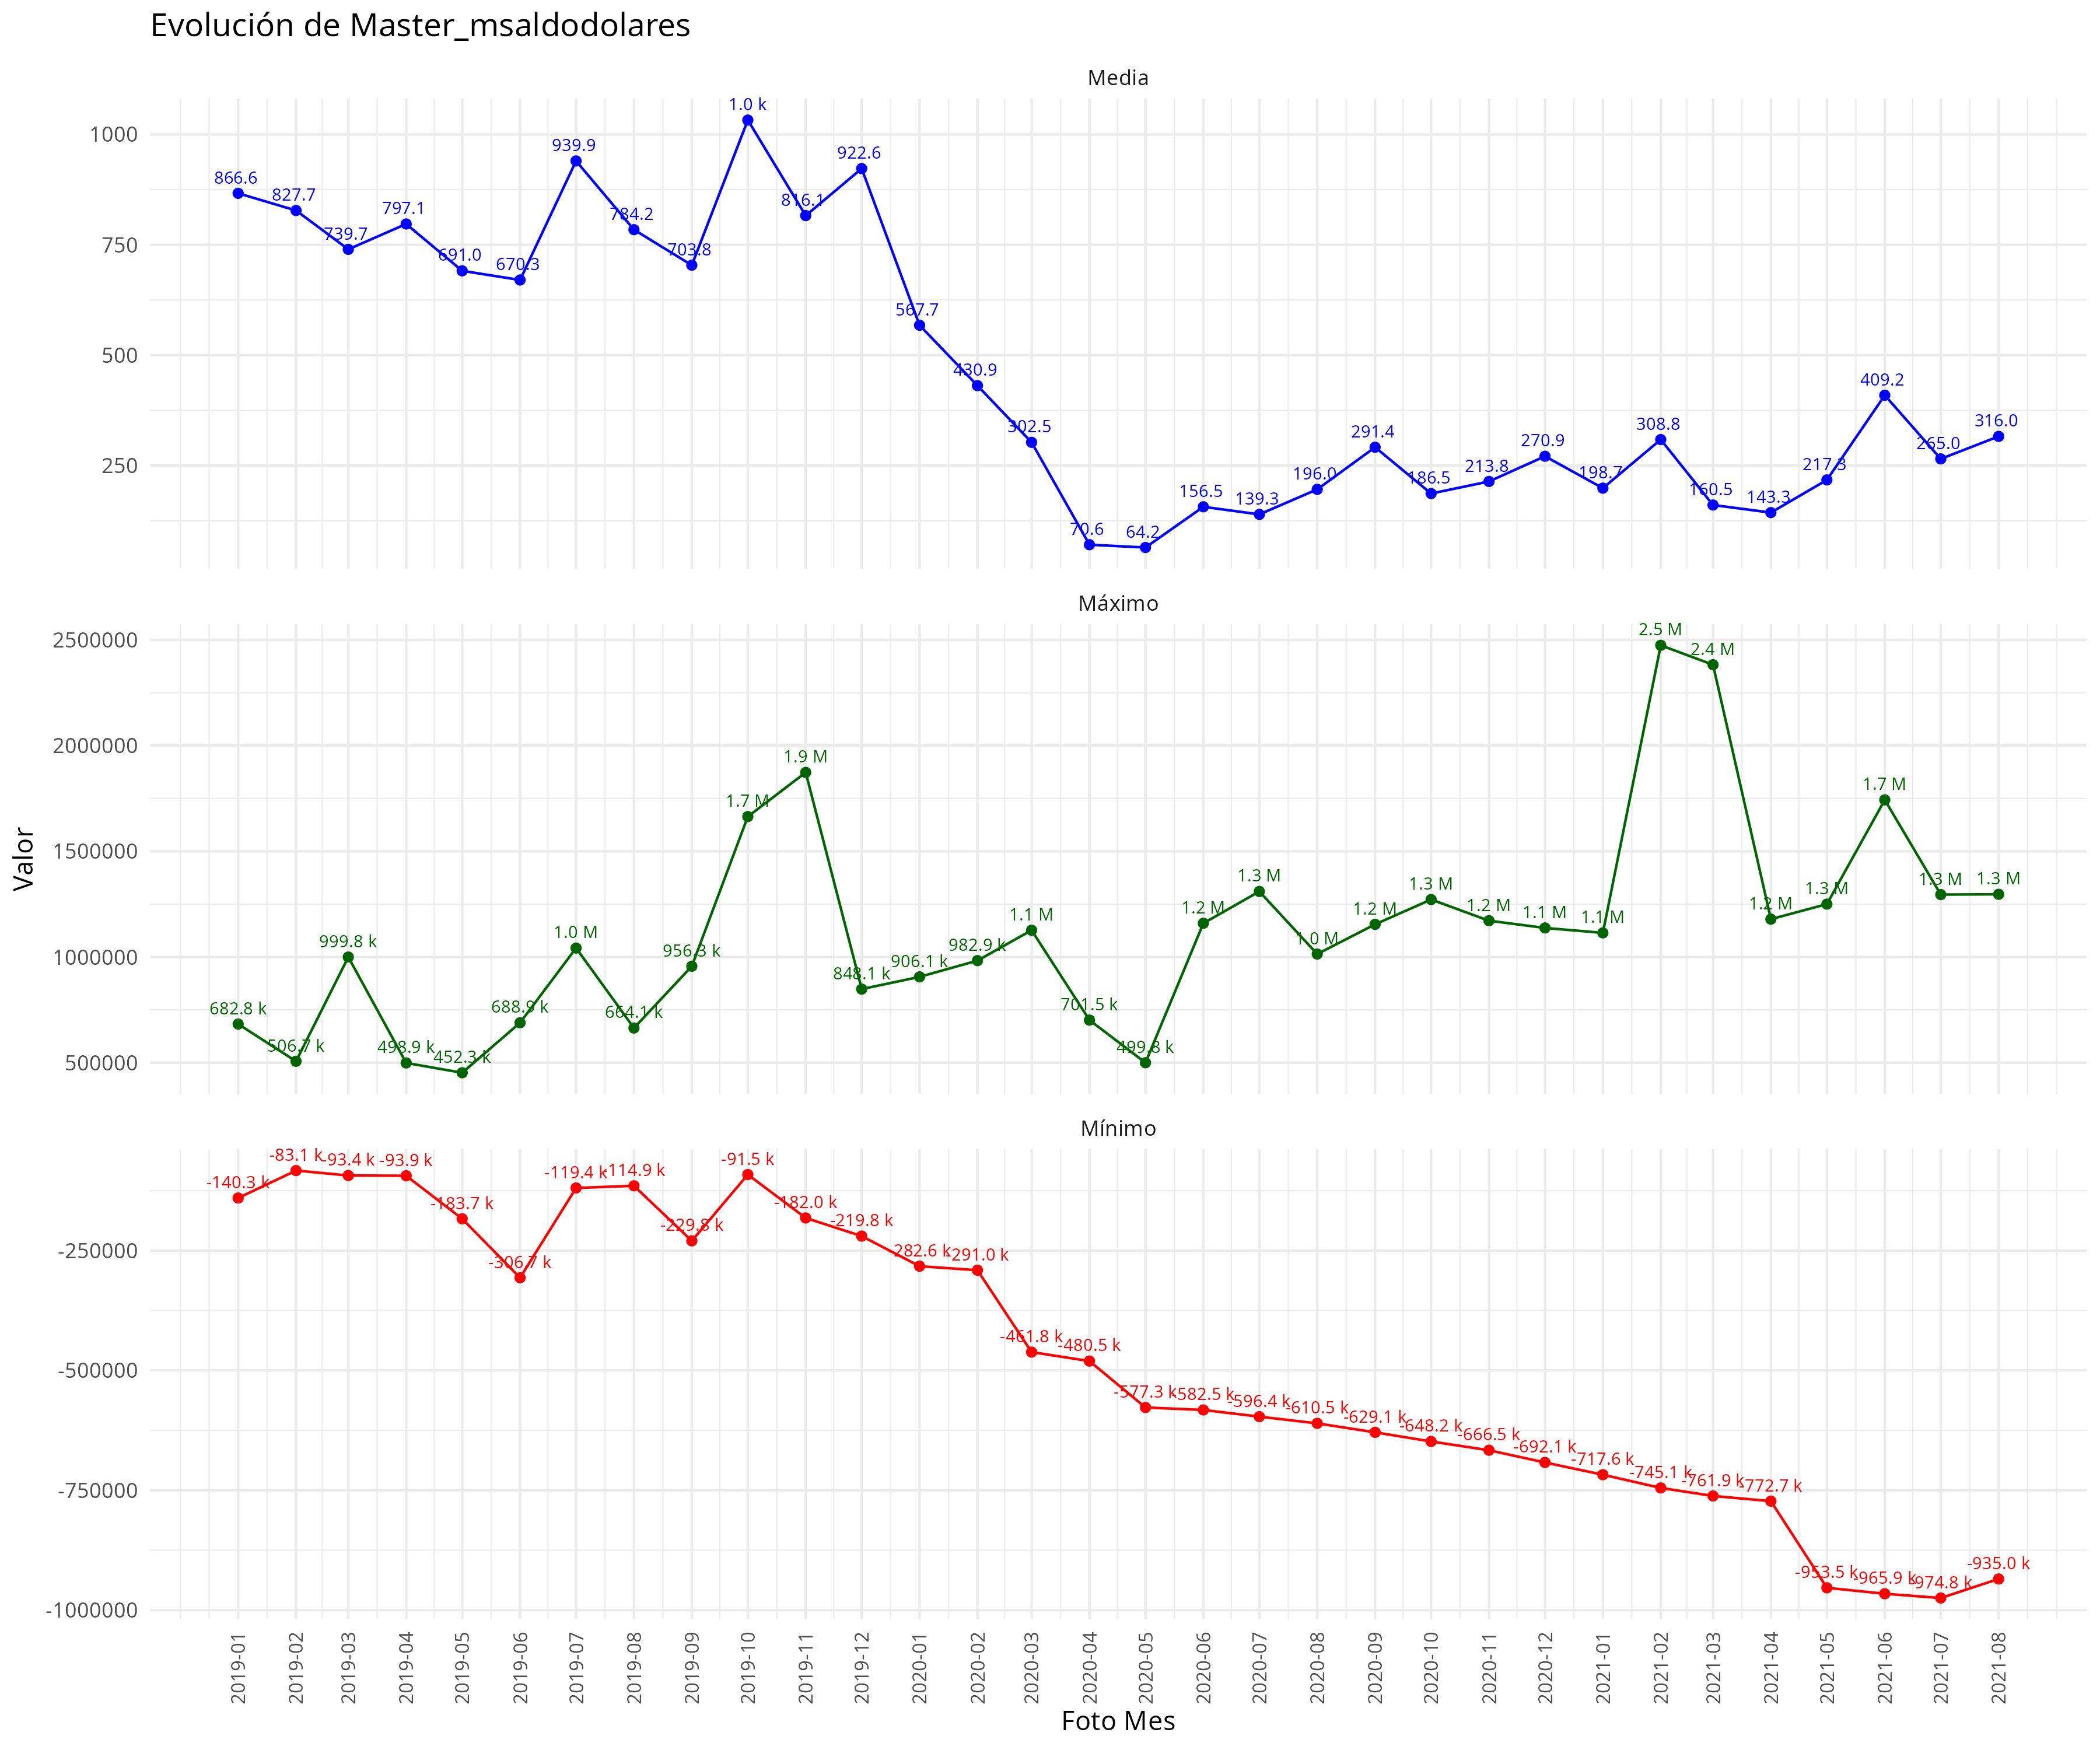 Evolución de Master_msaldodolares
Media
1000
750
500
250
866.6 827.7 739.7 797.1 691.0 670.3 939.9 784.2 703.8 1.0 k 816.1 922.6 567.7 430.9 302.5 70.6 64.2 156.5 139.3 196.0 291.4 186.5 213.8 270.9 198.7 308.8 160.5 143.3 217.3 409.2 265.0 316.0
Máximo
2500000
2000000
1500000
1000000
500000
682.8 k 506.7 k 999.8 k 498.9 k 452.3 k 688.9 k 1.0 M 664.1 k 956.3 k 1.7 M 1.9 M 848.1 k 906.1 k 982.9 k 1.1 M 701.5 k 499.8 k 1.2 M 1.3 M 1.0 M 1.2 M 1.3 M 1.2 M 1.1 M 1.1 M 2.5 M 2.4 M 1.2 M 1.3 M 1.7 M 1.3 M 1.3 M
Valor
Mínimo
-250000
-500000
-750000
-1000000
-140.3 k -83.1 k -93.4 k -93.9 k -183.7 k -306.7 k -119.4 k -114.9 k -229.8 k -91.5 k -182.0 k -219.8 k -282.6 k -291.0 k -461.8 k -480.5 k -577.3 k -582.5 k -596.4 k -610.5 k -629.1 k -648.2 k -666.5 k -692.1 k -717.6 k -745.1 k -761.9 k -772.7 k -953.5 k -965.9 k -974.8 k -935.0 k
2019-01 2019-02 2019-03 2019-04 2019-05 2019-06 2019-07 2019-08 2019-09 2019-10 2019-11 2019-12 2020-01 2020-02 2020-03 2020-04 2020-05 2020-06 2020-07 2020-08 2020-09 2020-10 2020-11 2020-12 2021-01 2021-02 2021-03 2021-04 2021-05 2021-06 2021-07 2021-08
Foto Mes